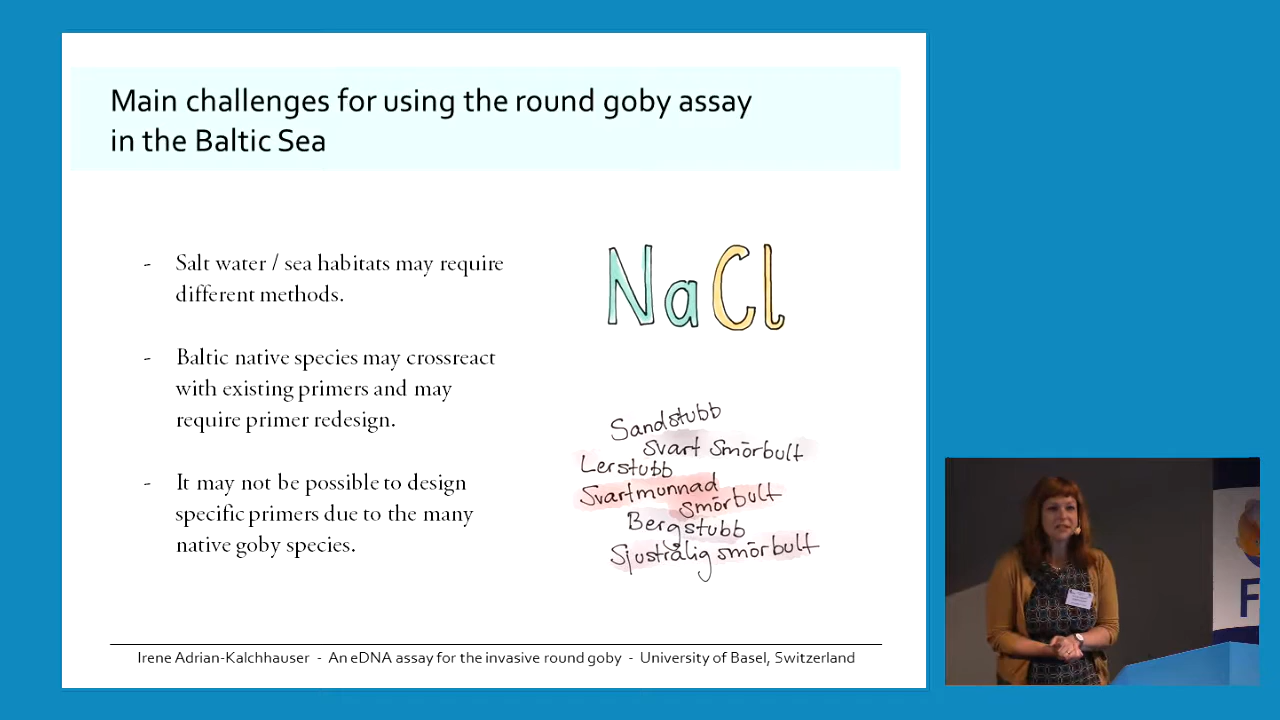 Main challenges for using the round goby assay
in the Baltic Sea
- Salt water / sea habitats may require
different methods.
- Baltic native species may crossreact
with existing primers and may
require primer redesign.
- It may not be possible to design
specific primers due to the many
native goby species.
NaCl
Sandstubb
Svart Smörbult
Lerstubb
Svartmunnad
smörbult
Bergstubb
Sjustrålig smörbult
Irene Adrian-Kalchhauser - An eDNA assay for the invasive round goby - University of Basel, Switzerland
F